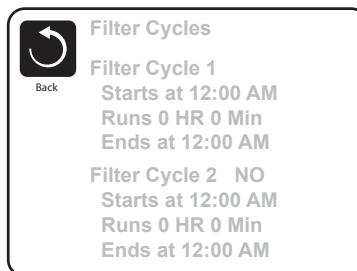 Back
Filter Cycles
Filter Cycle 1
Starts at 12:00 AM
Runs 0 HR 0 Min
Ends at 12:00 AM
Filter Cycle 2 NO
Starts at 12:00 AM
Runs 0 HR 0 Min
Ends at 12:00 AM